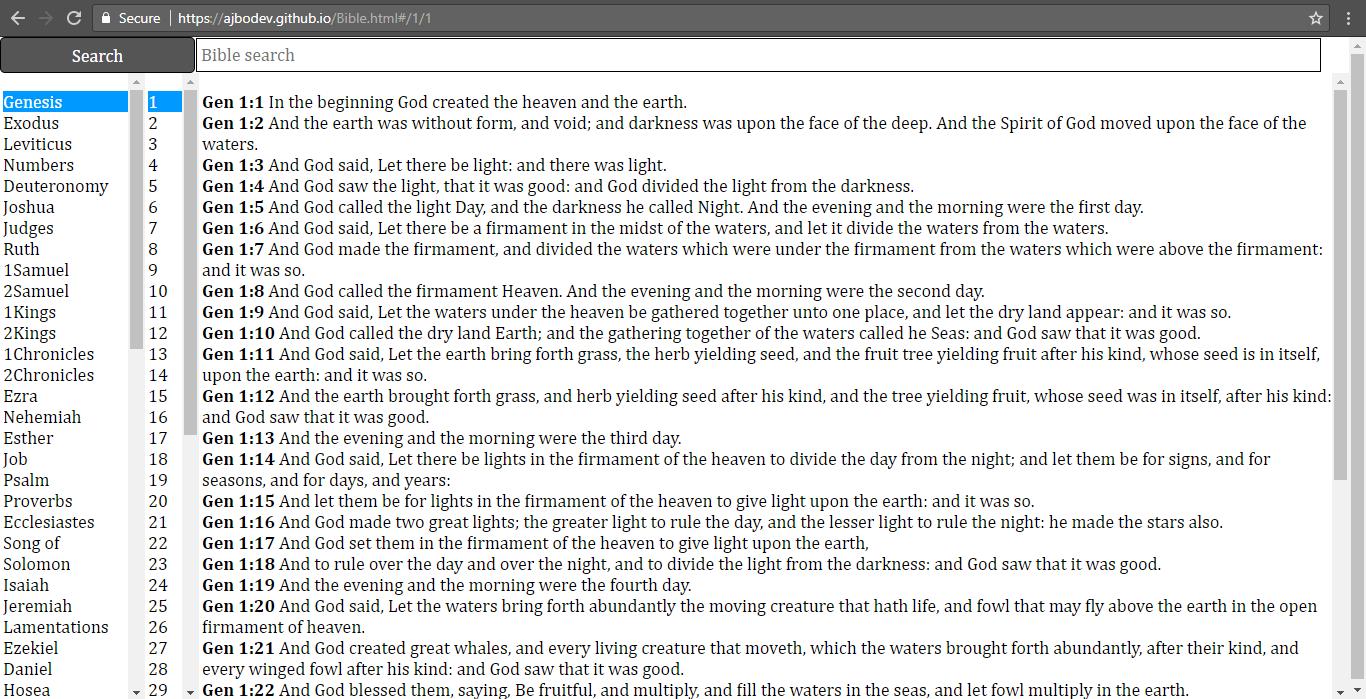 Secure | https://ajbodev.github.io/Bible.html#/1/1
Search
Bible search
Genesis
Exodus
Leviticus
Numbers
Deuteronomy
Joshua
Judges
Ruth
1Samuel
2Samuel
1Kings
2Kings
1Chronicles
2Chronicles
Ezra
Nehemiah
Esther
Job
Psalm
Proverbs
Ecclesiastes
Song of
Solomon
Isaiah
Jeremiah
Lamentations
Ezekiel
Daniel
Hosea
1
2
3
4
5
6
7
8
9
10
11
12
13
14
15
16
17
18
19
20
21
22
23
24
25
26
27
28
29
Gen 1:1 In the beginning God created the heaven and the earth.
Gen 1:2 And the earth was without form, and void; and darkness was upon the face of the deep. And the Spirit of God moved upon the face of the
waters.
Gen 1:3 And God said, Let there be light: and there was light.
Gen 1:4 And God saw the light, that it was good: and God divided the light from the darkness.
Gen 1:5 And God called the light Day, and the darkness he called Night. And the evening and the morning were the first day.
Gen 1:6 And God said, Let there be a firmament in the midst of the waters, and let it divide the waters from the waters.
Gen 1:7 And God made the firmament, and divided the waters which were under the firmament from the waters which were above the firmament:
and it was so.
Gen 1:8 And God called the firmament Heaven. And the evening and the morning were the second day.
Gen 1:9 And God said, Let the waters under the heaven be gathered together unto one place, and let the dry land appear: and it was so.
Gen 1:10 And God called the dry land Earth; and the gathering together of the waters called he Seas: and God saw that it was good.
Gen 1:11 And God said, Let the earth bring forth grass, the herb yielding seed, and the fruit tree yielding fruit after his kind, whose seed is in itself,
upon the earth: and it was so.
Gen 1:12 And the earth brought forth grass, and herb yielding seed after his kind, and the tree yielding fruit, whose seed was in itself, after his kind:
and God saw that it was good.
Gen 1:13 And the evening and the morning were the third day.
Gen 1:14 And God said, Let there be lights in the firmament of the heaven to divide the day from the night; and let them be for signs, and for
seasons, and for days, and years:
Gen 1:15 And let them be for lights in the firmament of the heaven to give light upon the earth: and it was so.
Gen 1:16 And God made two great lights; the greater light to rule the day, and the lesser light to rule the night: he made the stars also.
Gen 1:17 And God set them in the firmament of the heaven to give light upon the earth,
Gen 1:18 And to rule over the day and over the night, and to divide the light from the darkness: and God saw that it was good.
Gen 1:19 And the evening and the morning were the fourth day.
Gen 1:20 And God said, Let the waters bring forth abundantly the moving creature that hath life, and fowl that may fly above the earth in the open
firmament of heaven.
Gen 1:21 And God created great whales, and every living creature that moveth, which the waters brought forth abundantly, after their kind, and
every winged fowl after his kind: and God saw that it was good.
Gen 1:22 And God blessed them, saying, Be fruitful, and multiply, and fill the waters in the seas, and let fowl multiply in the earth.